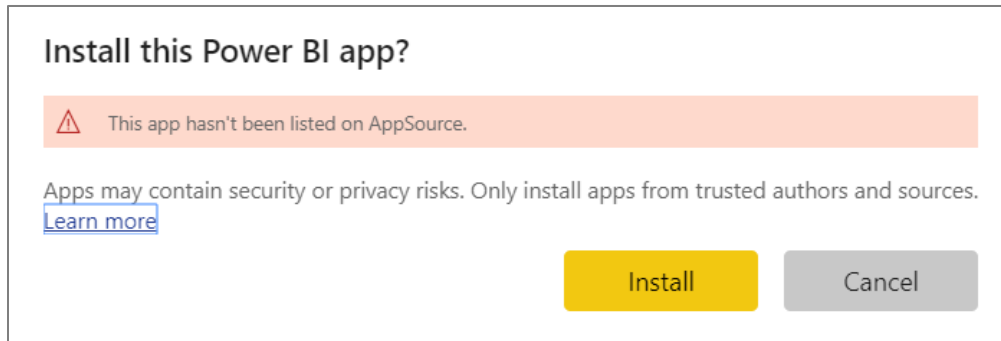 Install this Power BI app?
This app hasn't been listed on AppSource.
Apps may contain security or privacy risks. Only install apps from trusted authors and sources.
Learn more
Install
Cancel